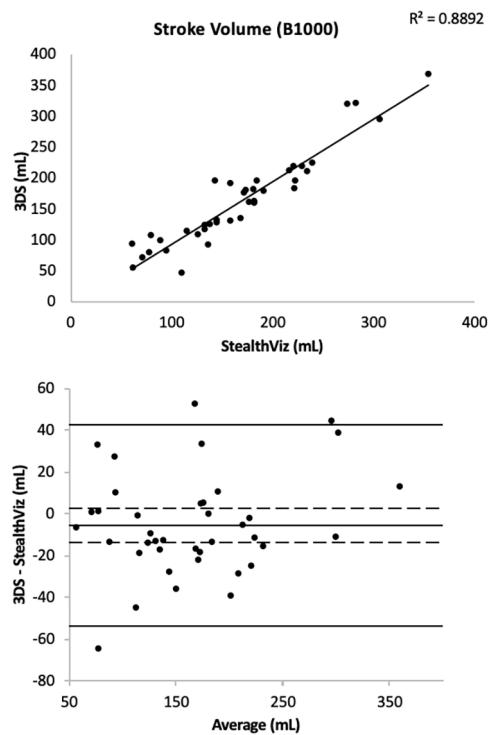 R² = 0.8892
Stroke Volume (B1000)
400
350
300
250
200
150
100
50
0
3DS (mL)
0 100 200 300 400
StealthViz (mL)
60
40
20
0
-20
-40
-60
-80
3DS - StealthViz (mL)
50 150 250 350
Average (mL)